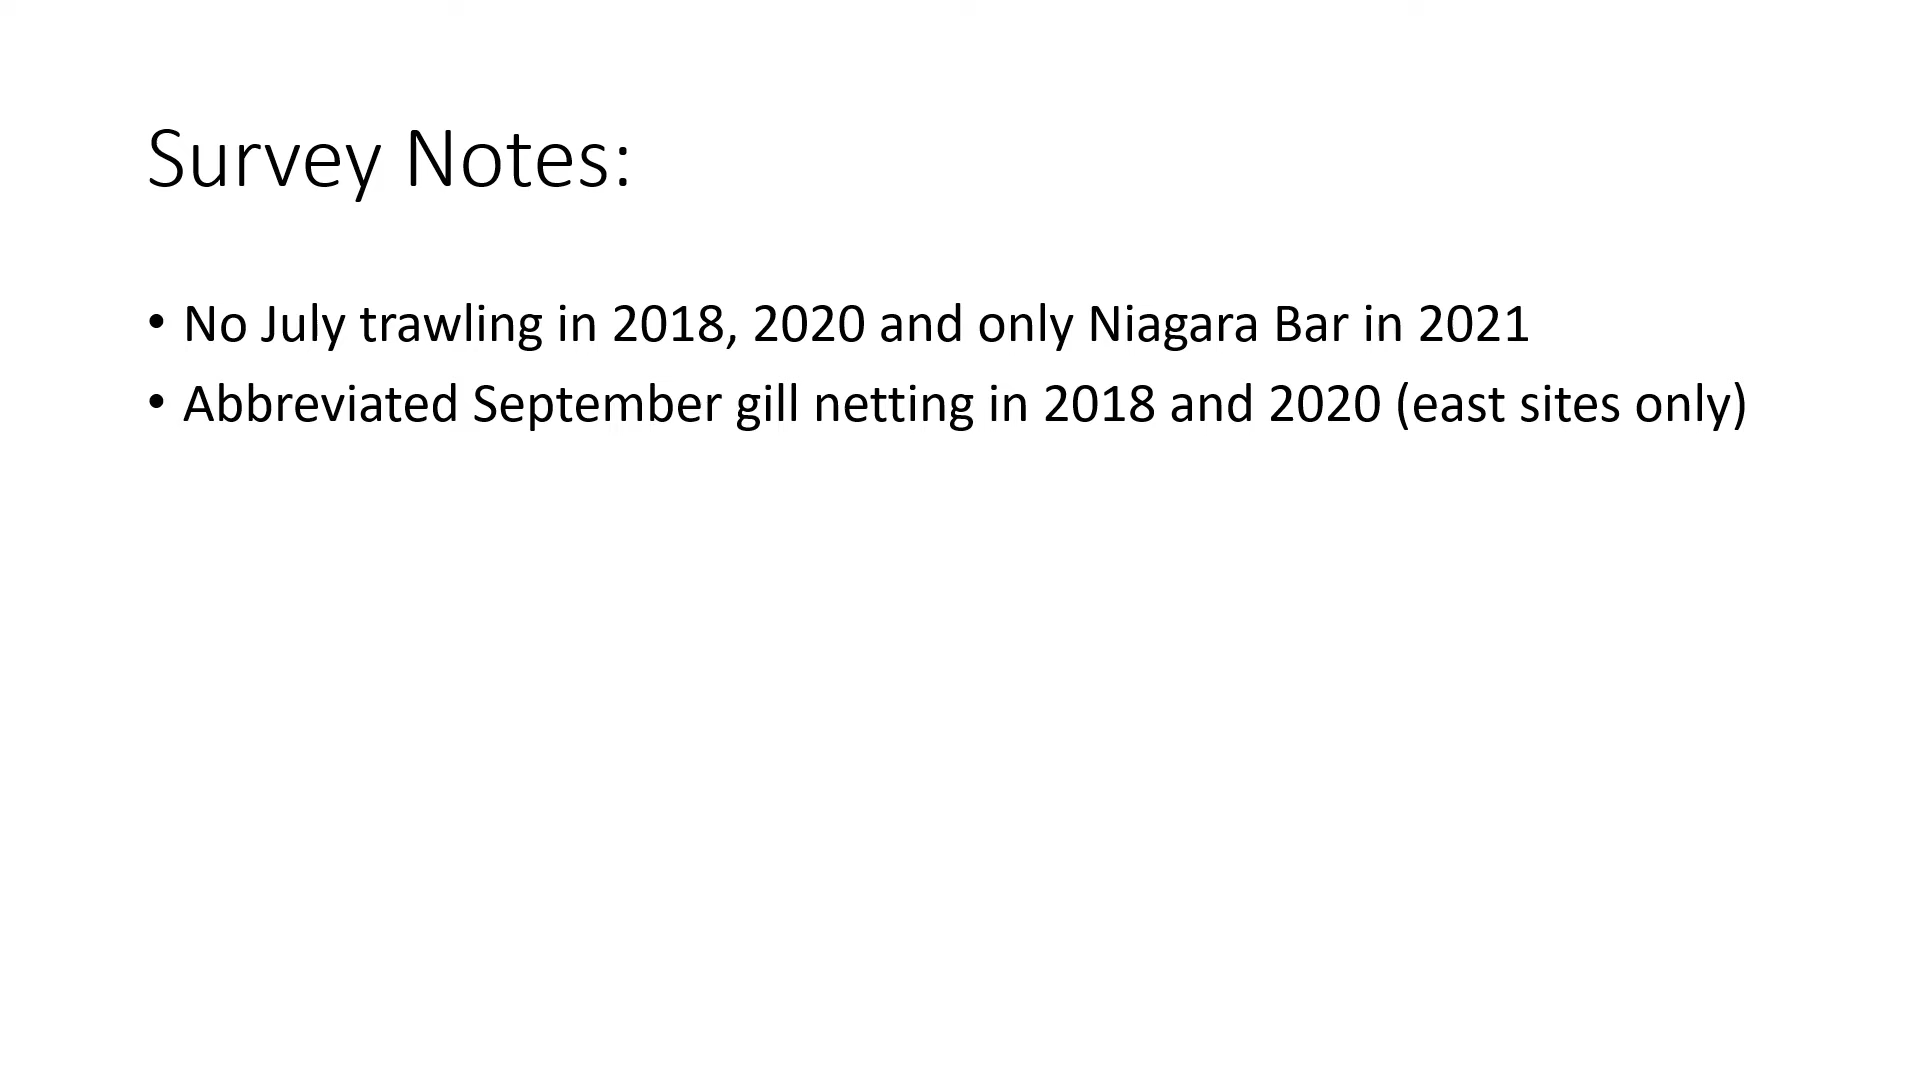 Survey Notes:
• No July trawling in 2018, 2020 and only Niagara Bar in 2021
• Abbreviated September gill netting in 2018 and 2020 (east sites only)